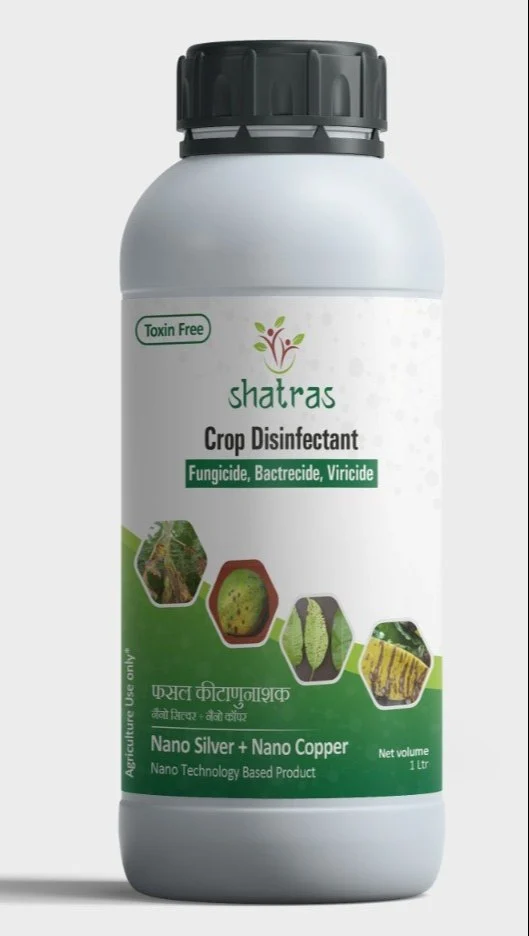 Toxin Free
shatras
Crop Disinfectant
Fungicide, Bactrecide, Viricide
फसल कीटाणुनाशक
नैनो सिल्वर + नैनो कॉपर
Nano Silver + Nano Copper
Nano Technology Based Product
Net volume
1 Ltr
Agriculture Use only*